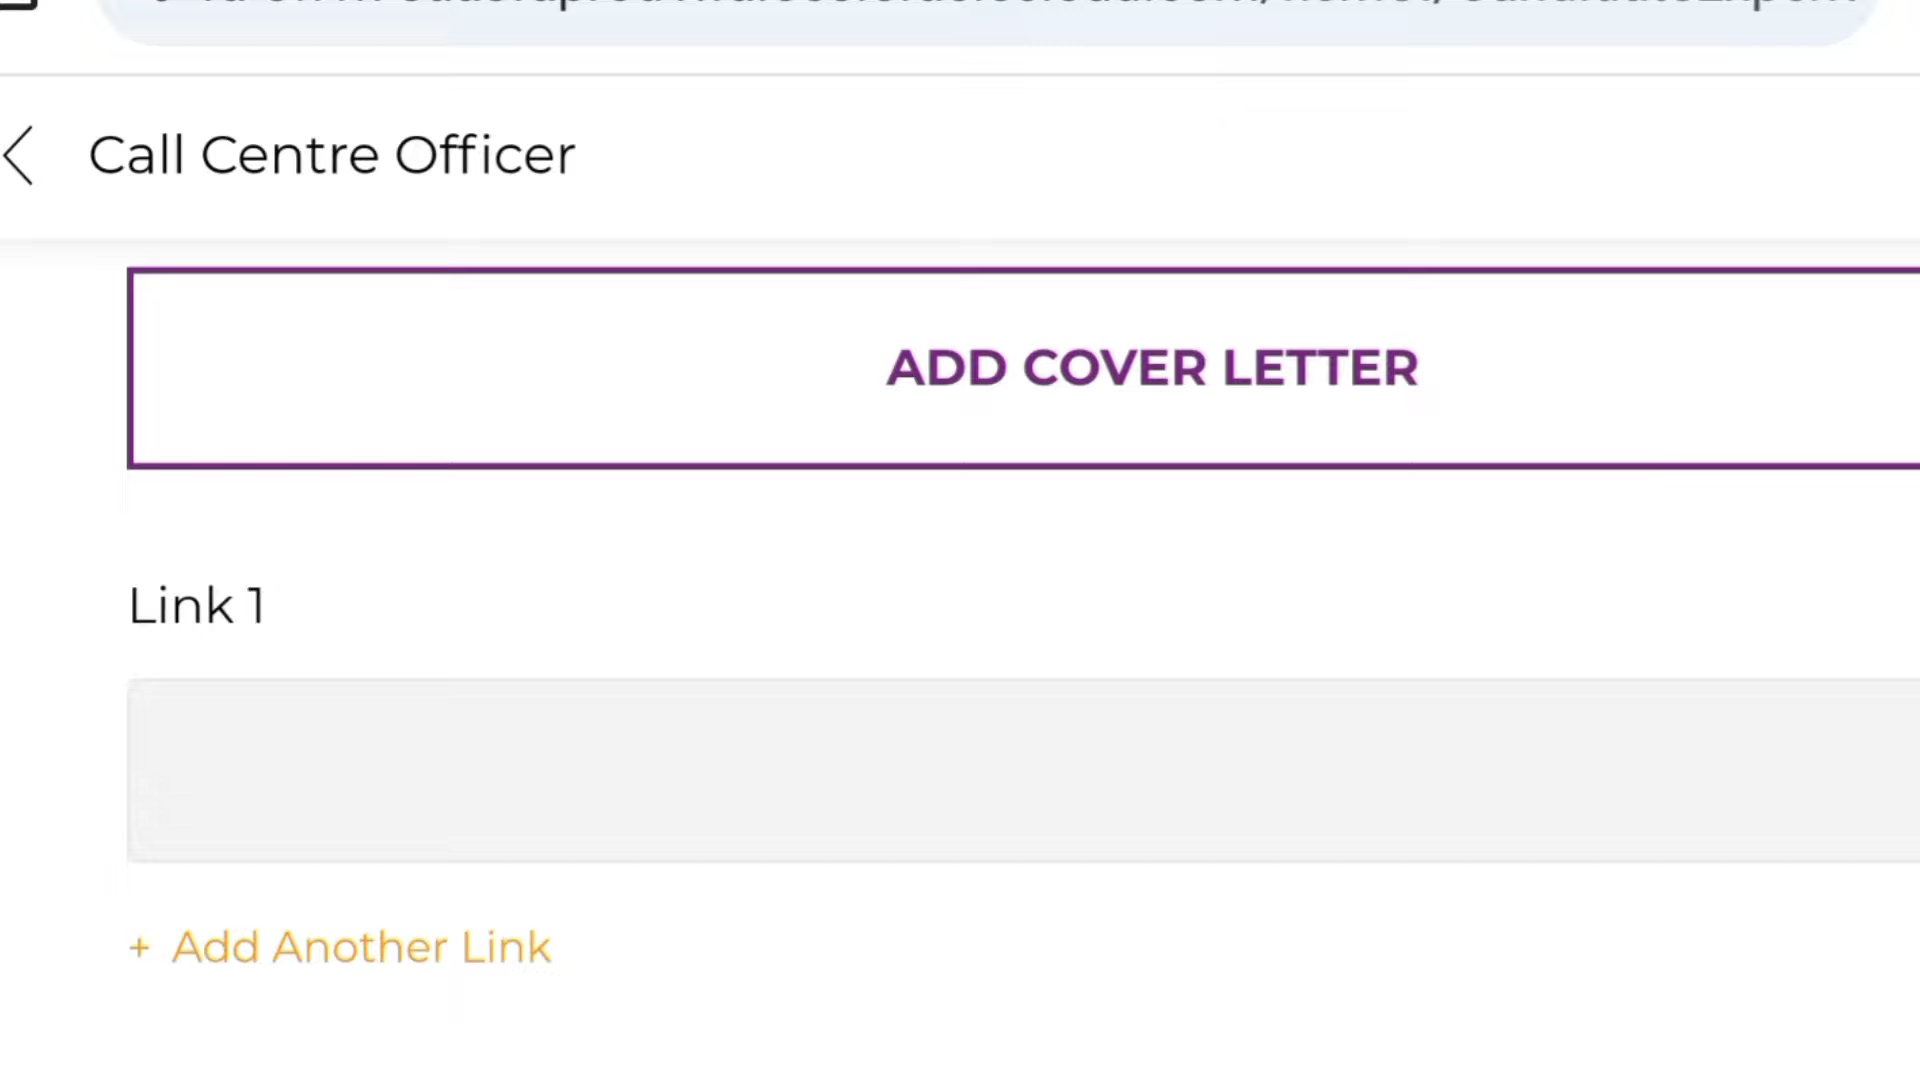 Call Centre Officer
ADD COVER LETTER
Link 1
+ Add Another Link